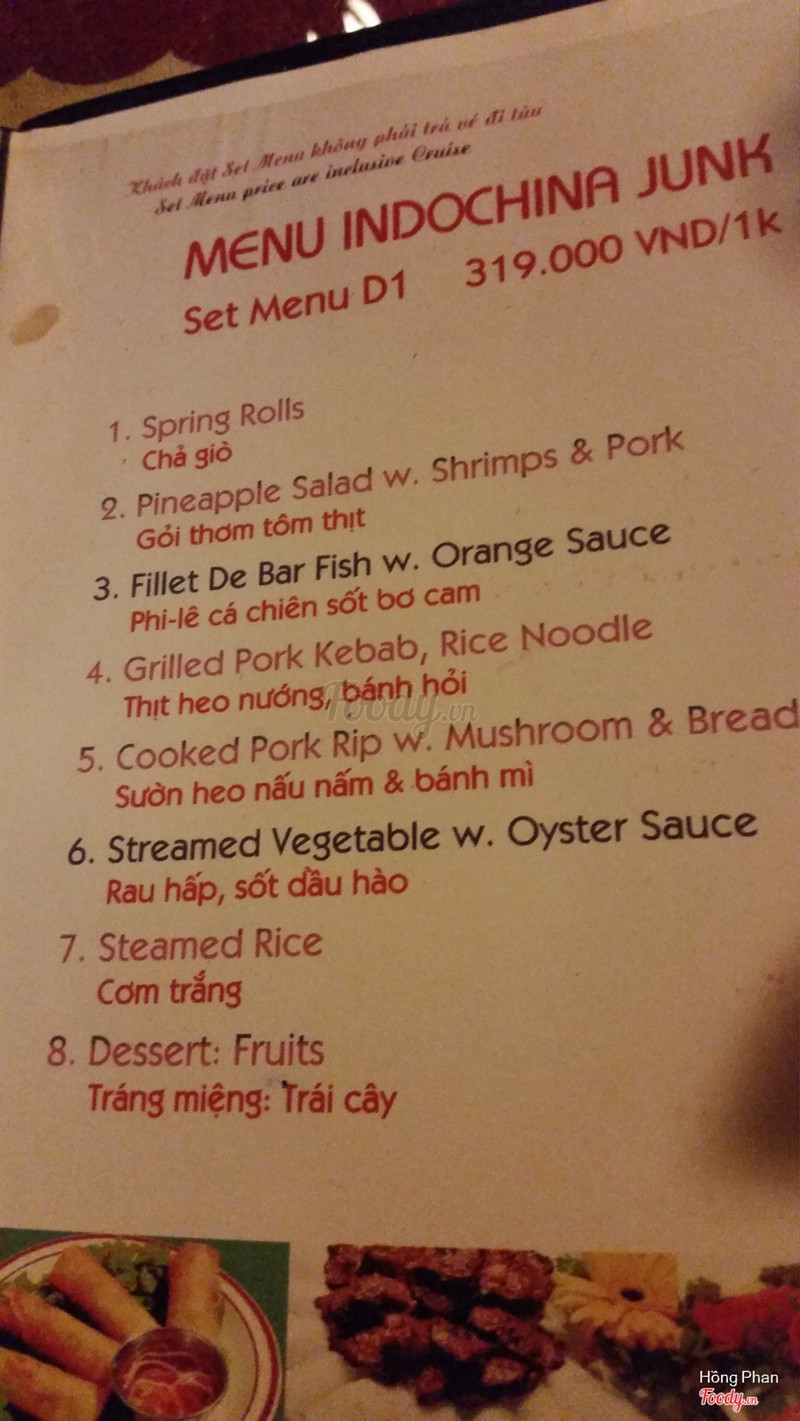 Khách đặt Set Menu không phải trả vé đi tàu
Set Menu price are inclusive Cruise
MENU INDOCHINA JUNK
Set Menu D1 319.000 VND/1k
1. Spring Rolls
Chả giò
2. Pineapple Salad w. Shrimps & Pork
Gỏi thơm tôm thịt
3. Fillet De Bar Fish w. Orange Sauce
Phi-lê cá chiên sốt bơ cam
4. Grilled Pork Kebab, Rice Noodle
Thịt heo nướng, bánh hỏi
Foody.vn
5. Cooked Pork Rip w. Mushroom & Bread
Sườn heo nấu nấm & bánh mì
6. Streamed Vegetable w. Oyster Sauce
Rau hấp, sốt dầu hào
7. Steamed Rice
Cơm trắng
8. Dessert: Fruits
Tráng miệng: Trái cây
Hồng Phan
Foody.vn